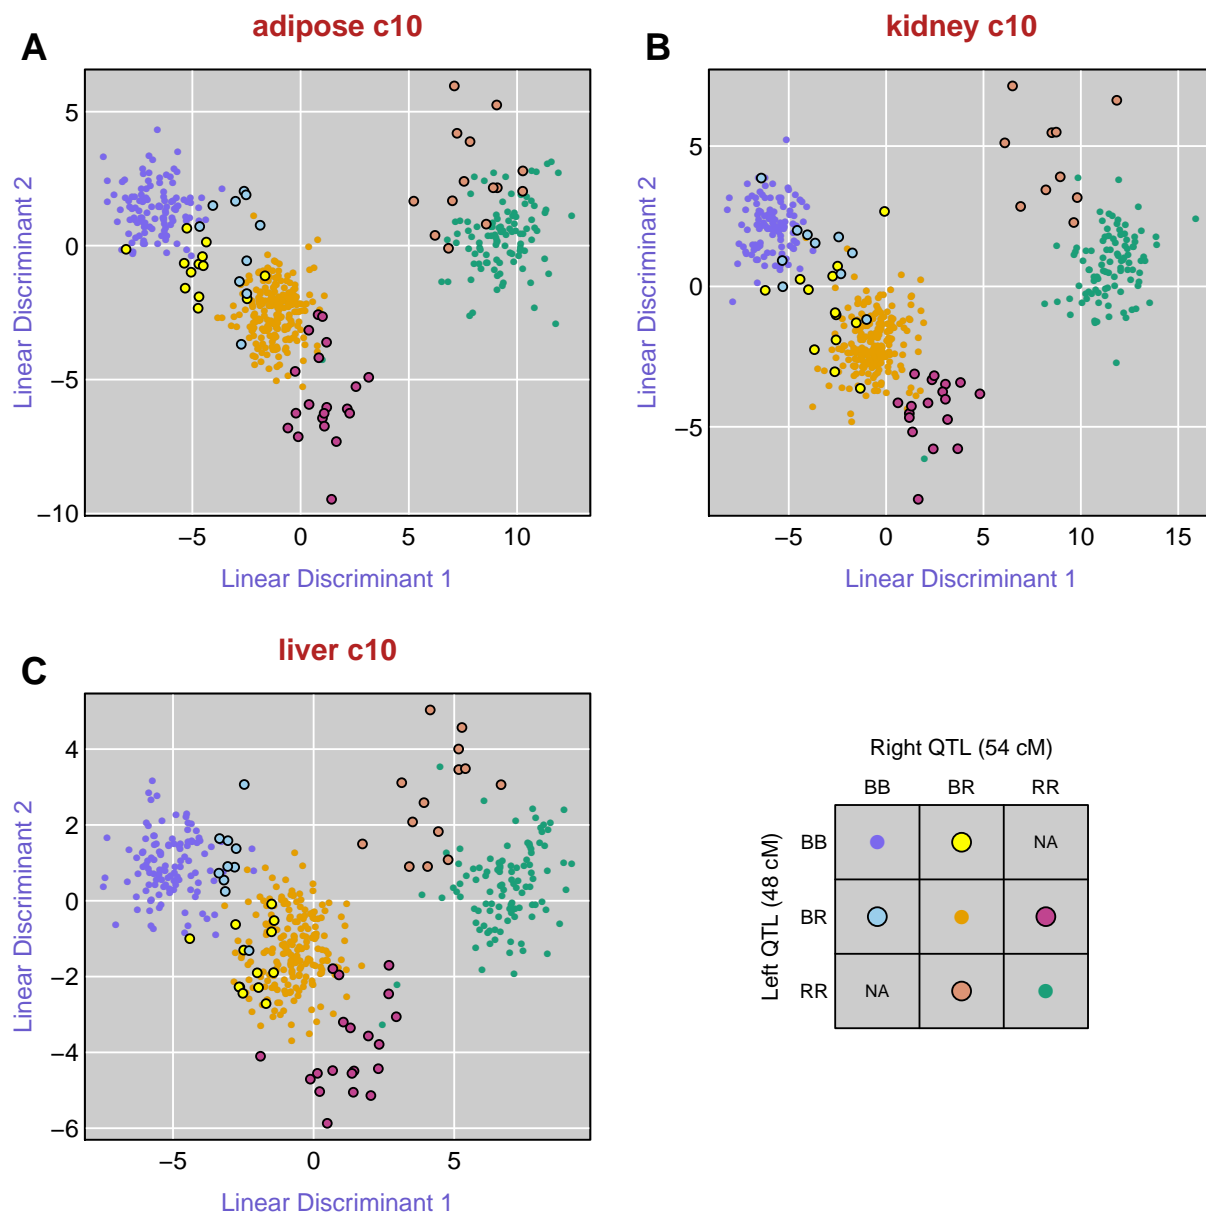 adipose c10
A
5
0
−5
−10
−5
0
5
10
Linear Discriminant 2
Linear Discriminant 1
kidney c10
B
5
0
−5
−5
0
5
10
15
Linear Discriminant 2
Linear Discriminant 1
liver c10
C
4
2
0
−2
−4
−6
−5
0
5
Linear Discriminant 2
Linear Discriminant 1
Right QTL (54 cM)
BB BR RR
Left QTL (48 cM)
BB NA
BR
RR NA